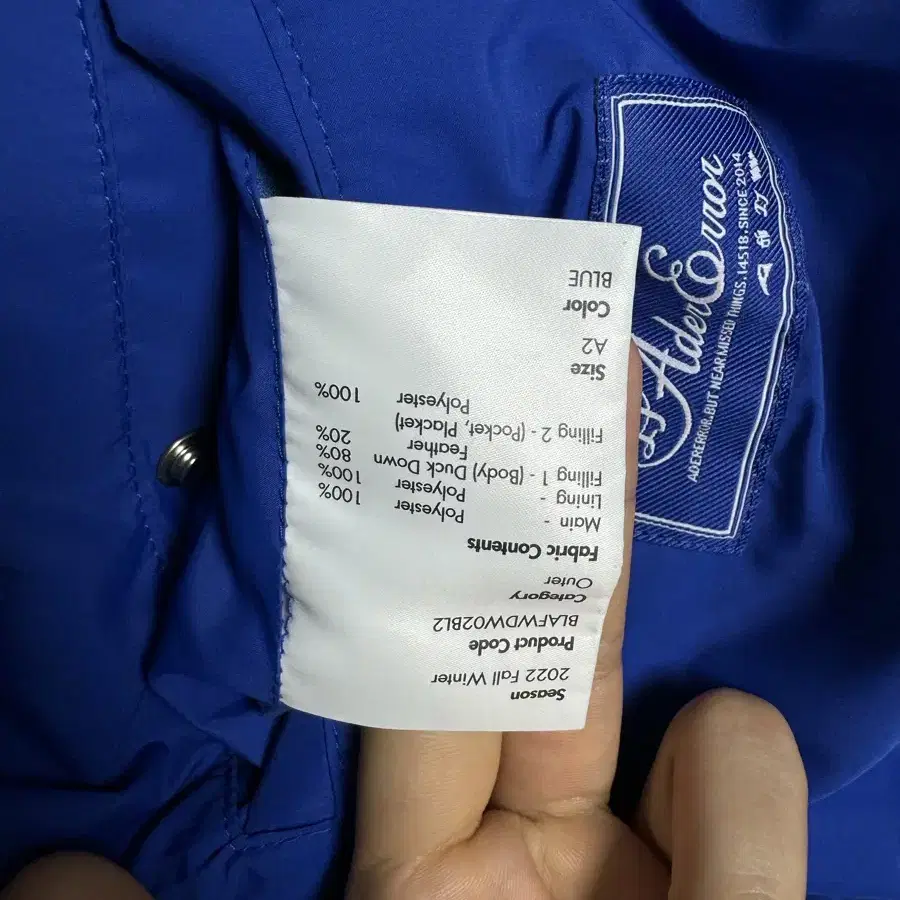 Season
2022 Fall Winter
Product Code
BLAFWDW02BL2
Category
Outer
Fabric Contents
Main - Polyester 100%
Lining - Polyester 100%
Filling 1 - (Body) Duck Down 80%
Feather 20%
Filling 2 - (Pocket, Placket)
Polyester 100%
Size
A2
Color
BLUE
Ader Error
ADERERROR.BUT NEAR MISSED THINGS.14518.SINCE 2014